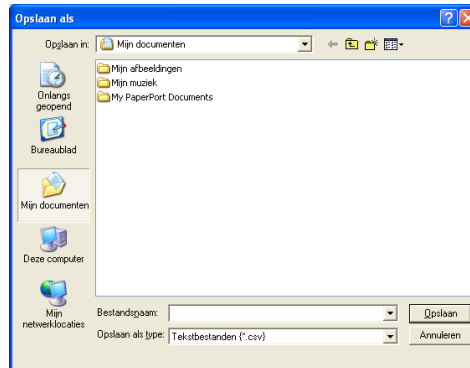 Opslaan als
Opslaan in:
Mijn documenten
Mijn afbeeldingen
Mijn muziek
My PaperPort Documents
Onlangs
geopend
Bureaublad
Mijn documenten
Deze computer
Mijn
netwerklocaties
Bestandsnaam:
Opslaan
Opslaan als type:
Tekstbestanden (*.csv)
Annuleren